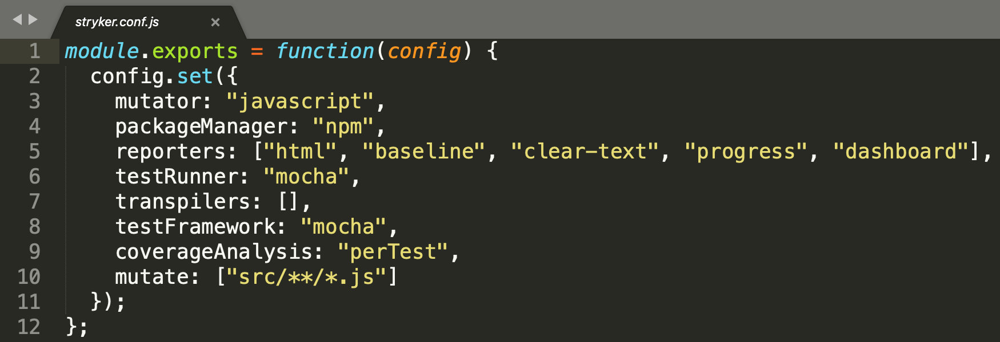 stryker.conf.js ×
1 module.exports = function(config) {
2   config.set({
3     mutator: "javascript",
4     packageManager: "npm",
5     reporters: ["html", "baseline", "clear-text", "progress", "dashboard"],
6     testRunner: "mocha",
7     transpilers: [],
8     testFramework: "mocha",
9     coverageAnalysis: "perTest",
10     mutate: ["src/**/*.js"]
11   });
12 };